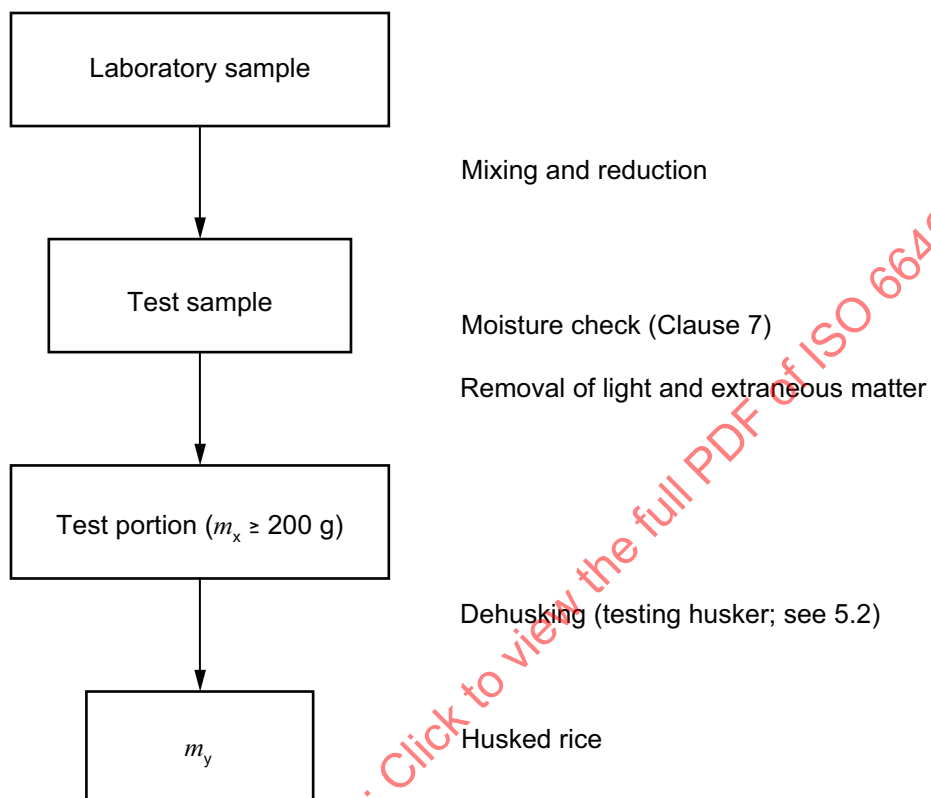 Laboratory sample
Mixing and reduction
Test sample
Moisture check (Clause 7)
Removal of light and extraneous matter
Test portion (mx ≥ 200 g)
Dehusking (testing husker; see 5.2)
my
Husked rice
: Click to view the full PDF of ISO 664